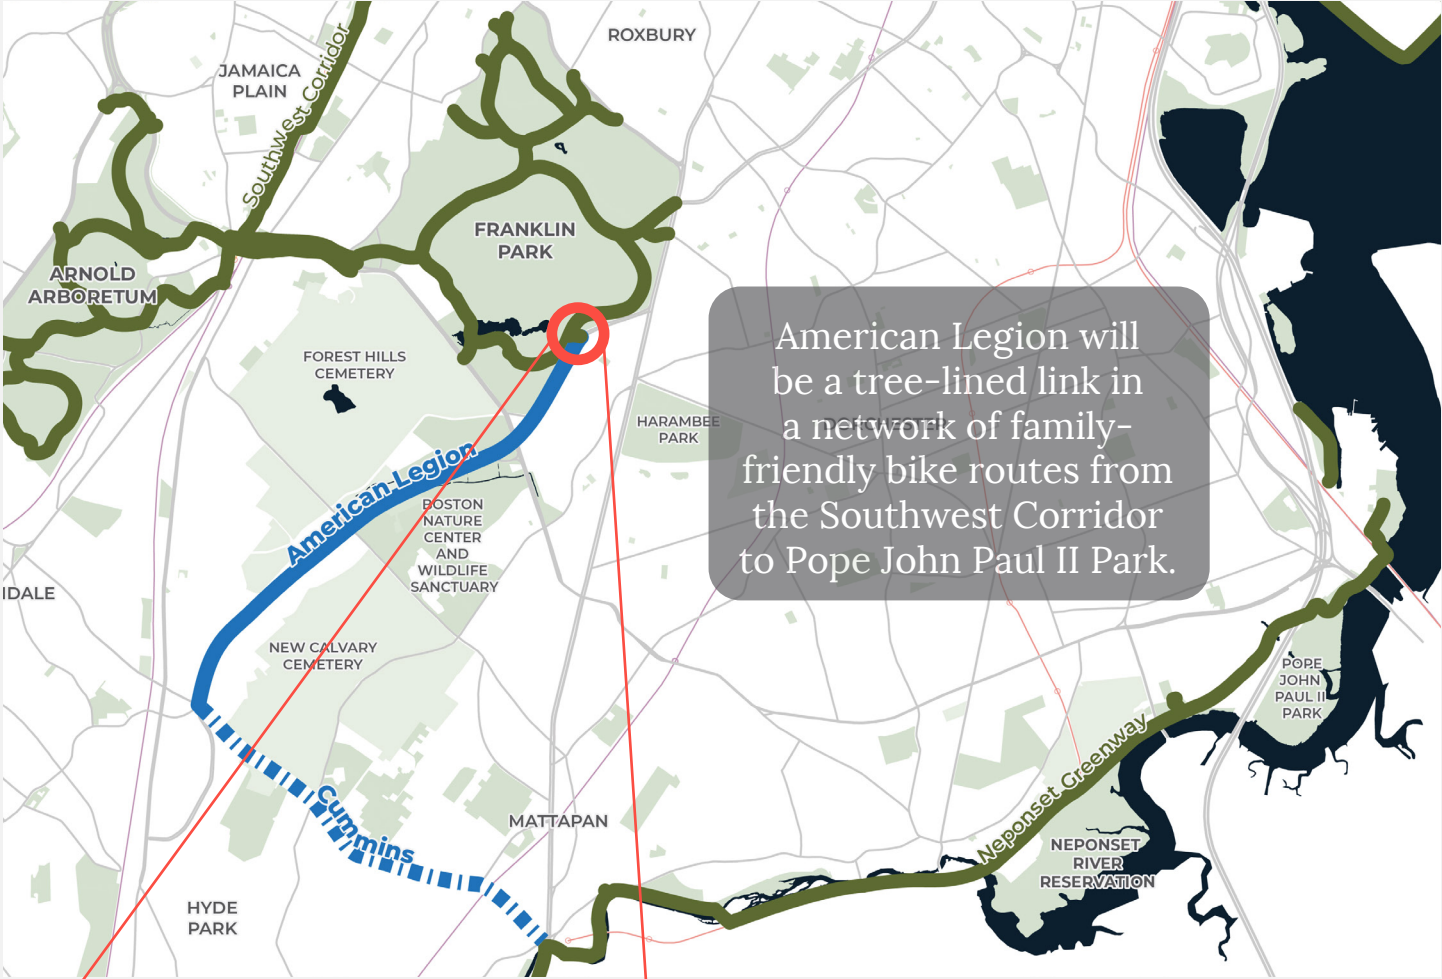 ROXBURY
JAMAICA
PLAIN
Southwest Corridor
FRANKLIN
PARK
ARNOLD
ARBORETUM
FOREST HILLS
CEMETERY
HARAMBEE
PARK
DORCHESTER
American Legion will
be a tree-lined link in
a network of family-
friendly bike routes from
the Southwest Corridor
to Pope John Paul II Park.
American Legion
BOSTON
NATURE
CENTER
AND
WILDLIFE
SANCTUARY
IDALE
NEW CALVARY
CEMETERY
POPE
JOHN
PAUL II
PARK
Neponset Greenway
Cummins
MATTAPAN
NEPONSET
RIVER
RESERVATION
HYDE
PARK